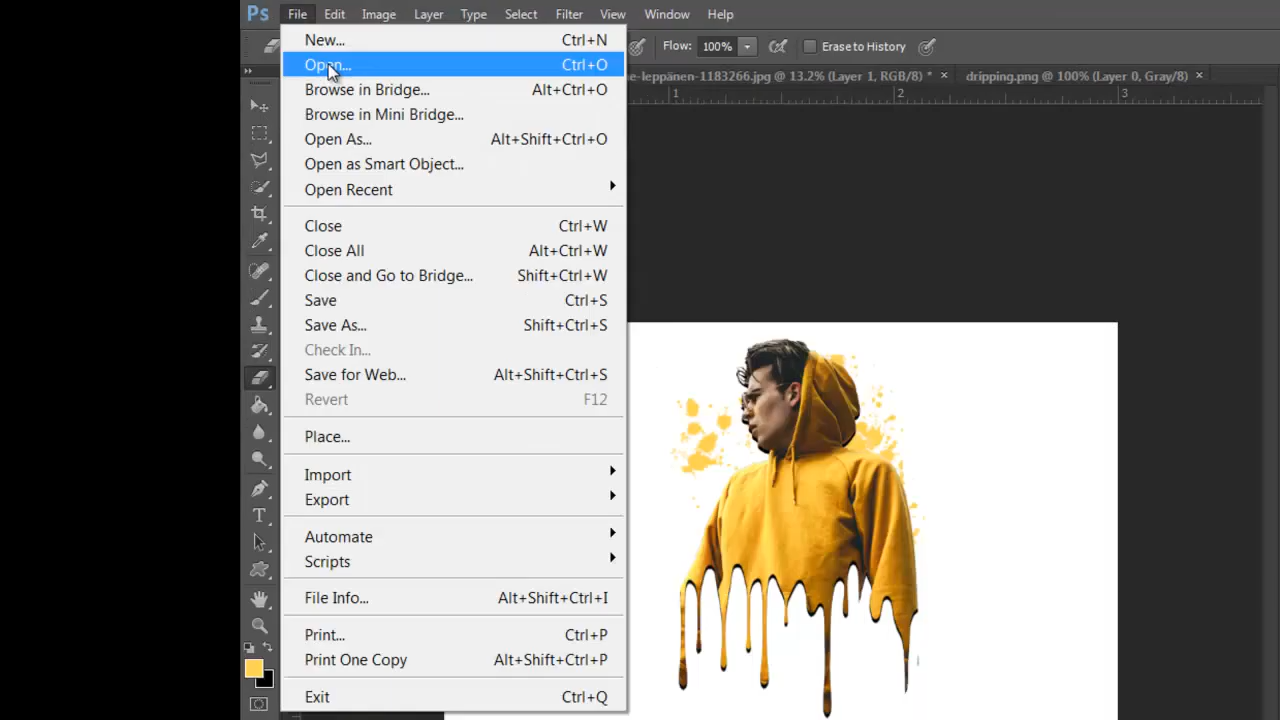 Ps File Edit Image Layer Type Select Filter View Window Help
Flow: 100% Erase to History
e-leppänen-1183266.jpg @ 13.2% (Layer 1, RGB/8) * × dripping.png @ 100% (Layer 0, Gray/8) ×
1 2 3
New... Ctrl+N
Open... Ctrl+O
Browse in Bridge... Alt+Ctrl+O
Browse in Mini Bridge...
Open As... Alt+Shift+Ctrl+O
Open as Smart Object...
Open Recent
Close Ctrl+W
Close All Alt+Ctrl+W
Close and Go to Bridge... Shift+Ctrl+W
Save Ctrl+S
Save As... Shift+Ctrl+S
Check In...
Save for Web... Alt+Shift+Ctrl+S
Revert F12
Place...
Import
Export
Automate
Scripts
File Info... Alt+Shift+Ctrl+I
Print... Ctrl+P
Print One Copy Alt+Shift+Ctrl+P
Exit Ctrl+Q